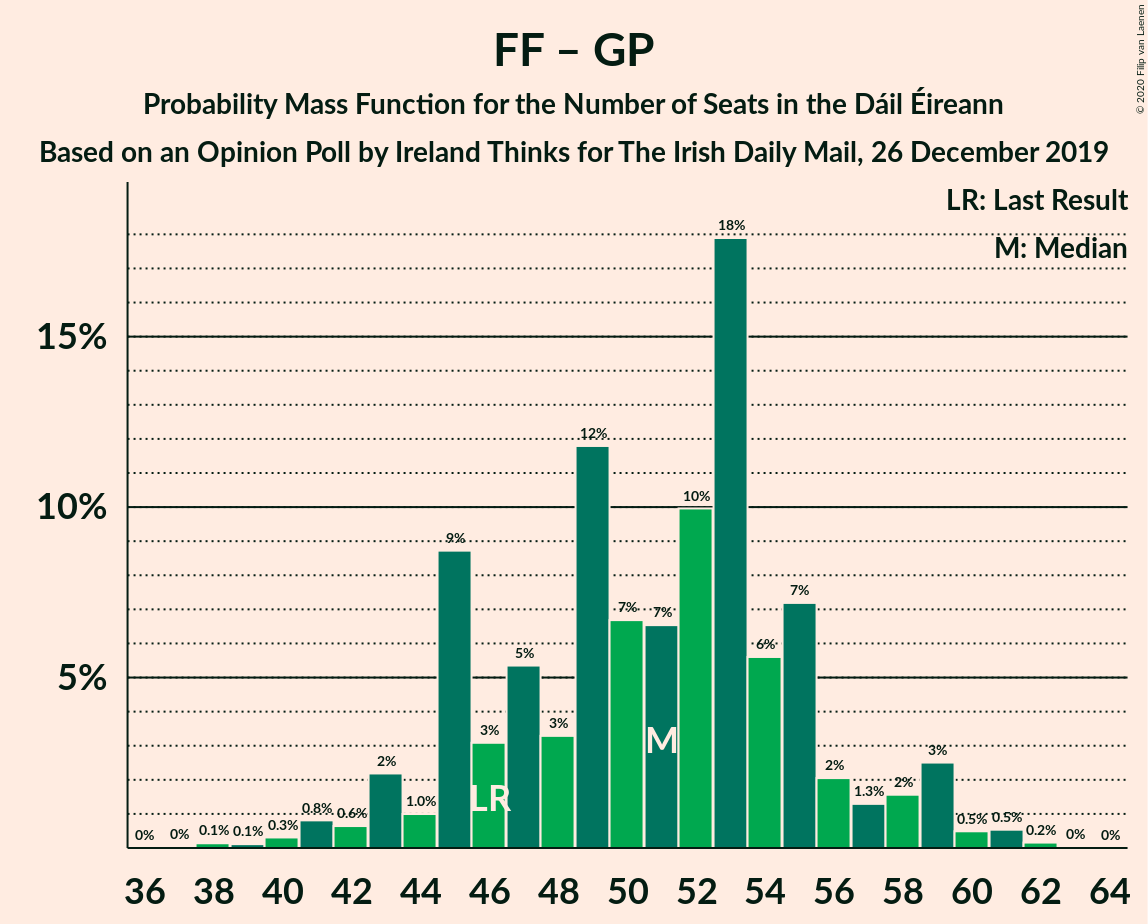 FF – GP
Probability Mass Function for the Number of Seats in the Dáil Éireann
Based on an Opinion Poll by Ireland Thinks for The Irish Daily Mail, 26 December 2019
© 2020 Filip van Laenen
LR: Last Result
M: Median
15%
10%
5%
0% 0% 0.1% 0.1% 0.3% 0.8% 0.6% 2% 1.0% 9% 3% 5% 3% 12% 7% 7% 10% 18% 6% 7% 2% 1.3% 2% 3% 0.5% 0.5% 0.2% 0% 0%
LR
M
36 38 40 42 44 46 48 50 52 54 56 58 60 62 64